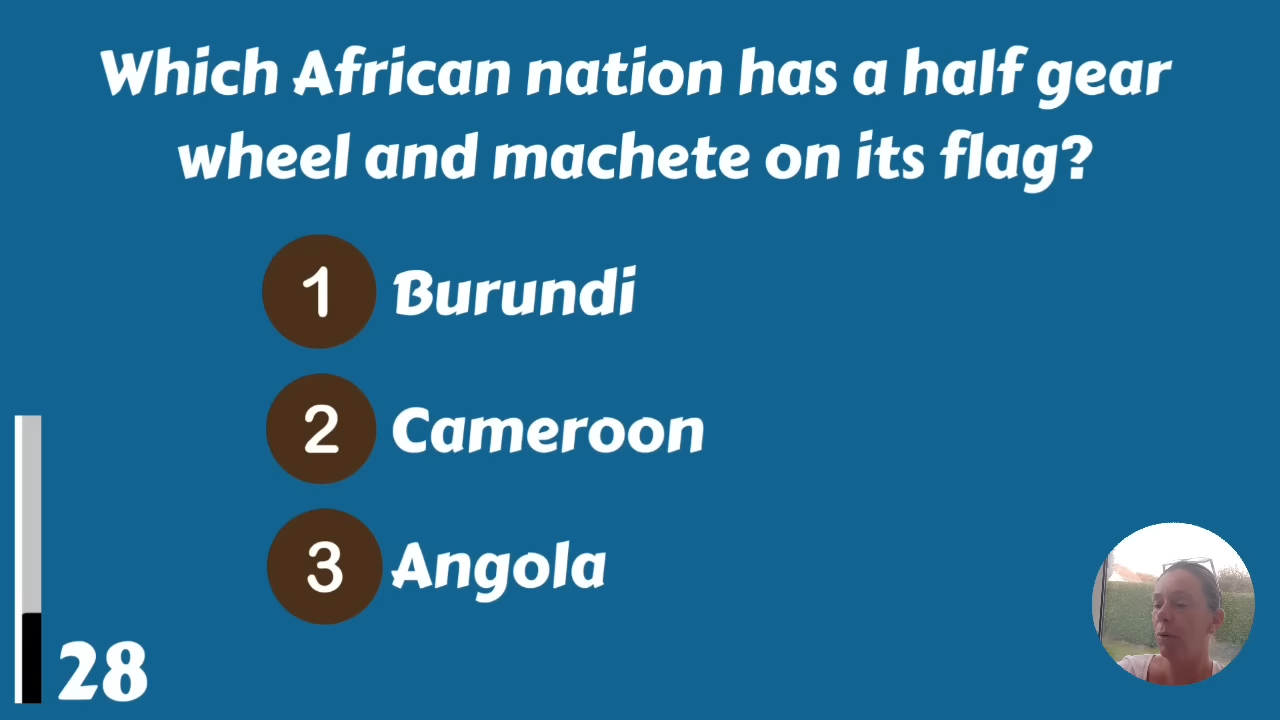 Which African nation has a half gear
wheel and machete on its flag?
1 Burundi
2 Cameroon
3 Angola
28